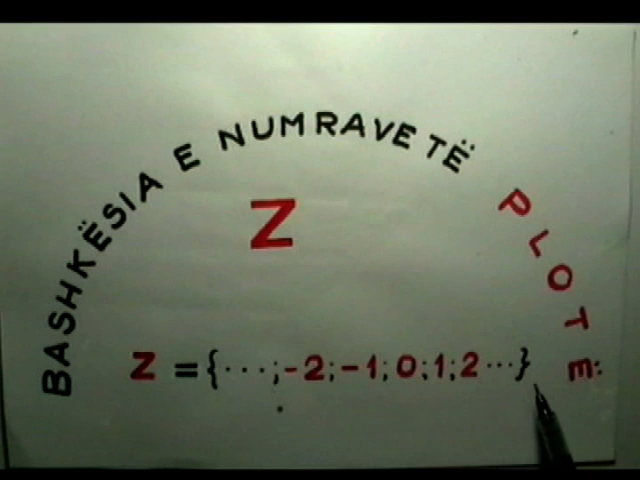 BASHKËSIA E NUMRAVE TË PLOTË:
Z
Z = {...;-2;-1;0;1;2...}